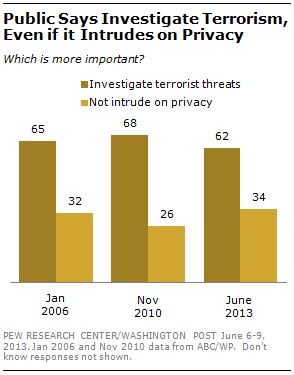 Public Says Investigate Terrorism,
Even if it Intrudes on Privacy
Which is more important?
Investigate terrorist threats
Not intrude on privacy
65
32
68
26
62
34
Jan
2006
Nov
2010
June
2013
PEW RESEARCH CENTER/WASHINGTON POST June 6-9,
2013. Jan 2006 and Nov 2010 data from ABC/WP. Don't
know responses not shown.